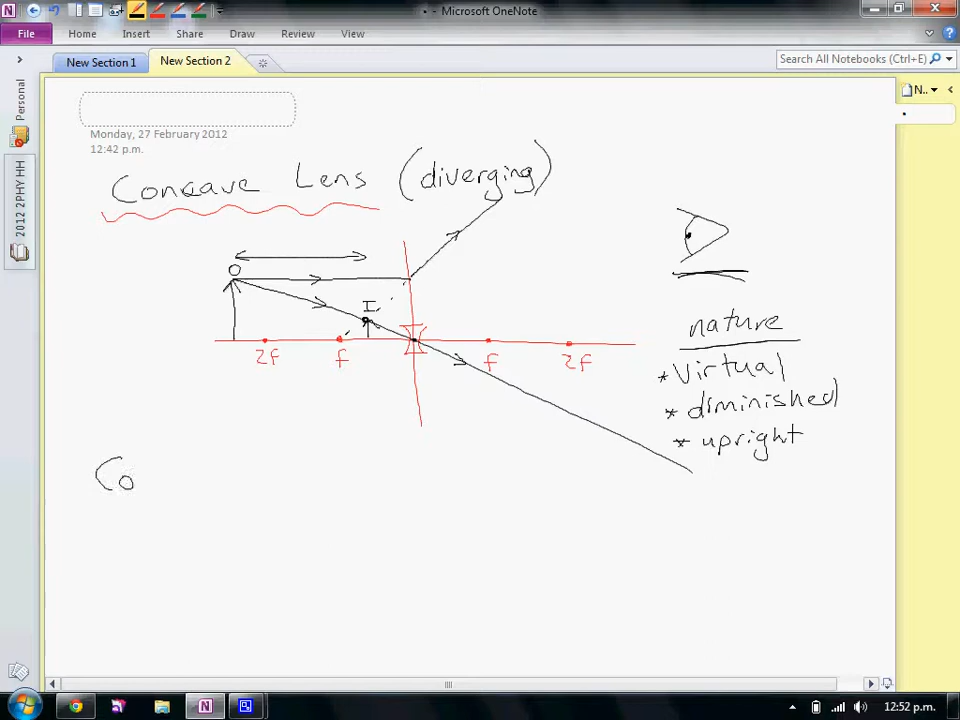 Microsoft OneNote
File Home Insert Share Draw Review View
New Section 1 New Section 2
Search All Notebooks (Ctrl+E)
N..
Personal
2012 2PHY HH
Monday, 27 February 2012
12:42 p.m.
Concave Lens (diverging)
O
I
2f f f 2f
nature
*Virtual
* diminished
* upright
Co
12:52 p.m.